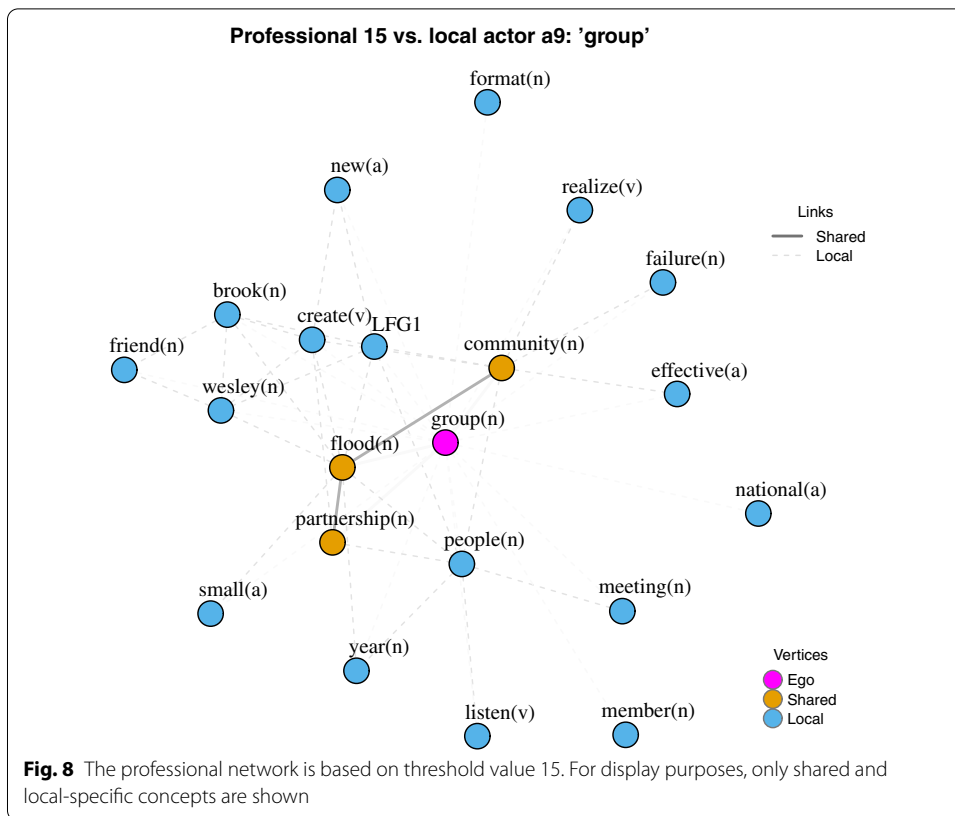 Professional 15 vs. local actor a9: 'group'
format(n)
new(a)
realize(v)
Links
Shared
Local
failure(n)
brook(n)
create(v)
LFG1
friend(n)
community(n)
wesley(n)
effective(a)
group(n)
flood(n)
national(a)
partnership(n)
people(n)
small(a)
meeting(n)
year(n)
Vertices
Ego
Shared
Local
listen(v)
member(n)
Fig. 8 The professional network is based on threshold value 15. For display purposes, only shared and
local-specific concepts are shown